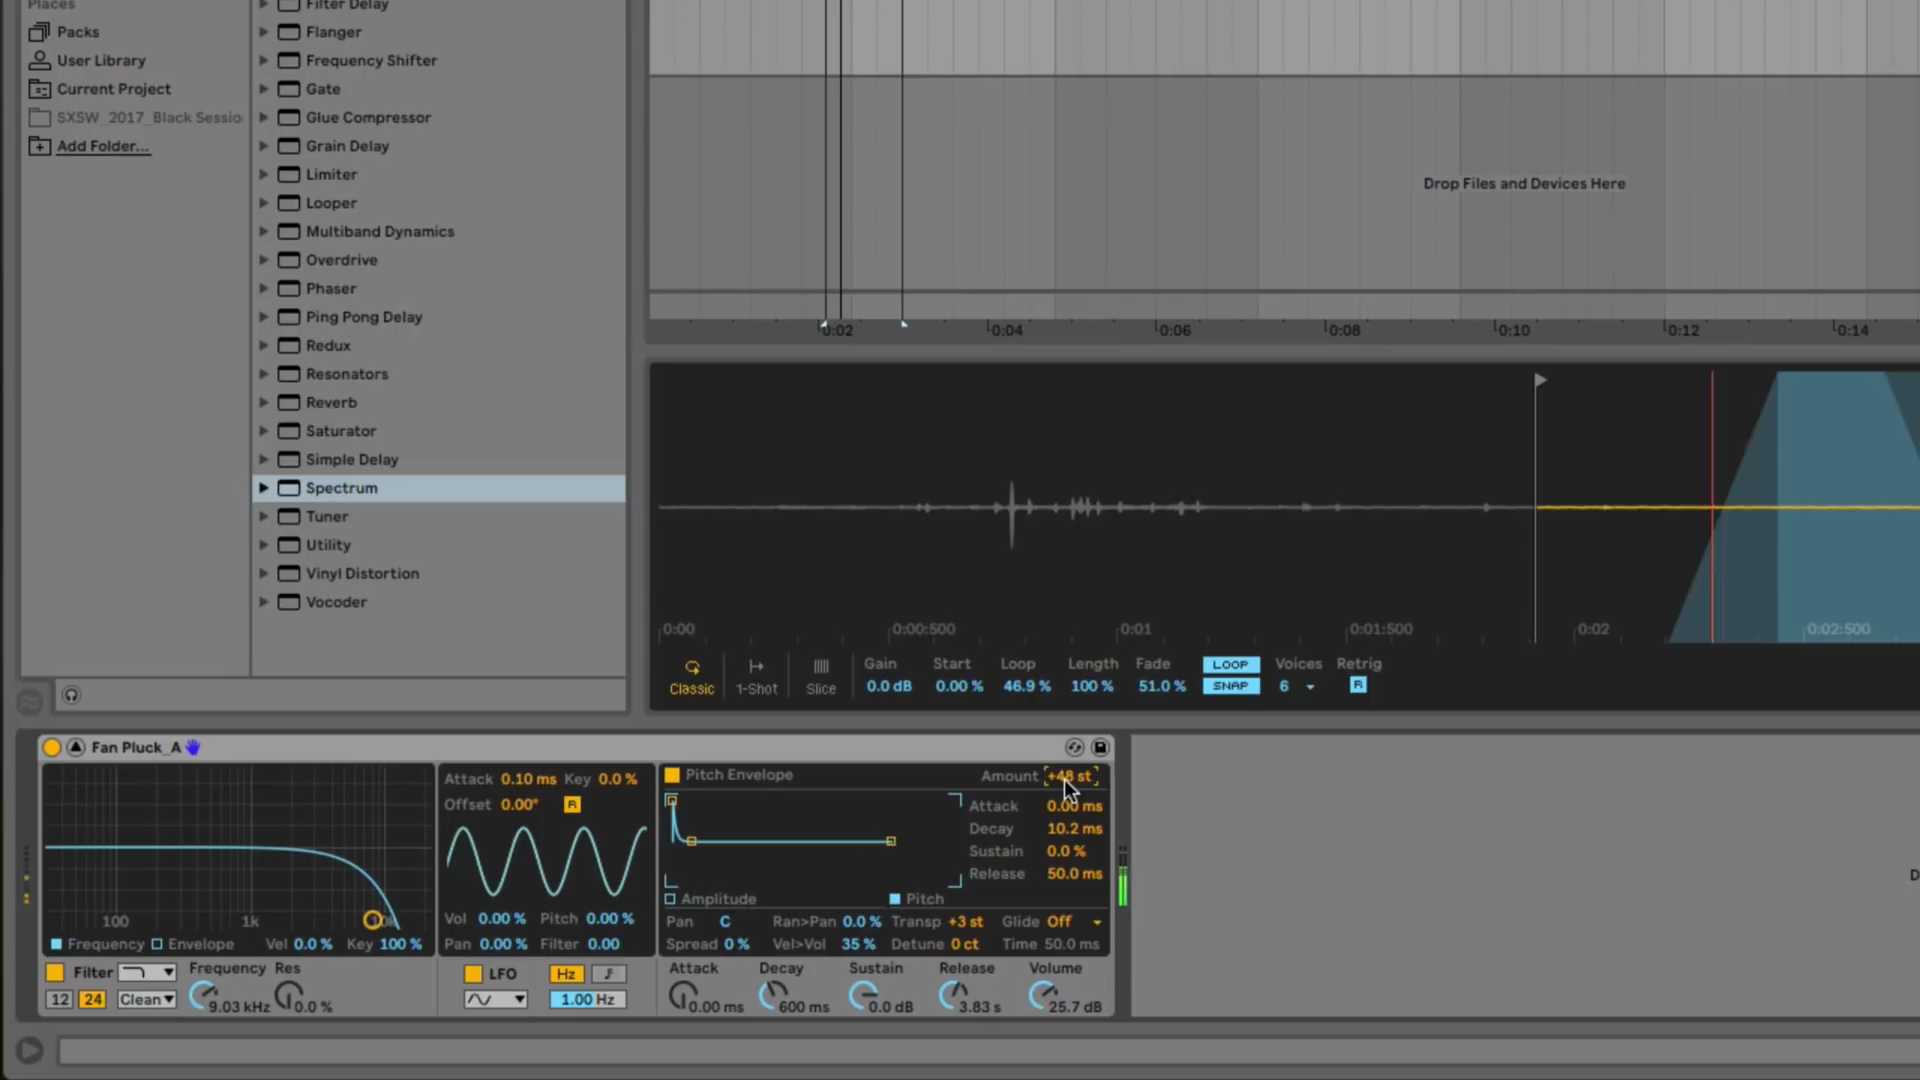 Places
Packs
User Library
Current Project
SXSW_2017_Black Sessio
Add Folder...
Filter Delay
Flanger
Frequency Shifter
Gate
Glue Compressor
Grain Delay
Limiter
Looper
Multiband Dynamics
Overdrive
Phaser
Ping Pong Delay
Redux
Resonators
Reverb
Saturator
Simple Delay
Spectrum
Tuner
Utility
Vinyl Distortion
Vocoder
Drop Files and Devices Here
0:02 0:04 0:06 0:08 0:10 0:12 0:14
0:00 0:00:500 0:01 0:01:500 0:02 0:02:500
Classic 1-Shot Slice
Gain Start Loop Length Fade LOOP Voices Retrig
0.0 dB 0.00 % 46.9 % 100 % 51.0 % SNAP 6 R
Fan Pluck_A
100 1k 10k
Frequency Envelope Vel 0.0 % Key 100 %
Filter Frequency Res
12 24 Clean 9.03 kHz 0.0 %
Attack 0.10 ms Key 0.0 %
Offset 0.00° R
Vol 0.00 % Pitch 0.00 %
Pan 0.00 % Filter 0.00
LFO Hz
1.00 Hz
Pitch Envelope Amount +48 st
Attack 0.00 ms
Decay 10.2 ms
Sustain 0.0 %
Release 50.0 ms
Amplitude Pitch
Pan C Ran>Pan 0.0 % Transp +3 st Glide Off
Spread 0 % Vel>Vol 35 % Detune 0 ct Time 50.0 ms
Attack Decay Sustain Release Volume
0.00 ms 600 ms 0.0 dB 3.83 s 25.7 dB
D